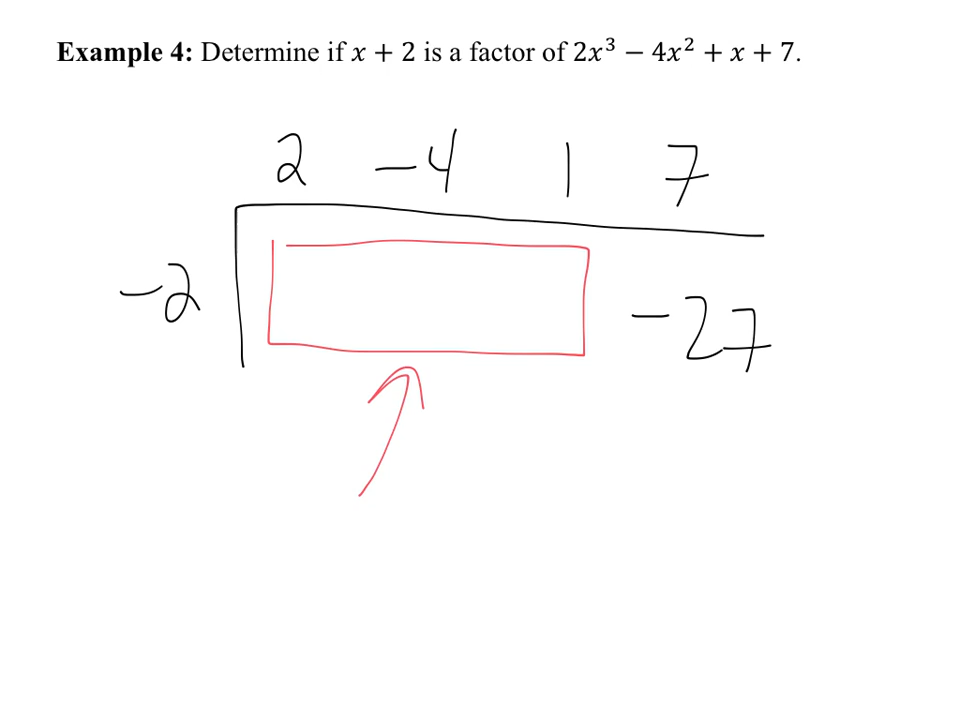 Example 4: Determine if x + 2 is a factor of 2x³ − 4x² + x + 7.
2 −4 1 7
−2 −27